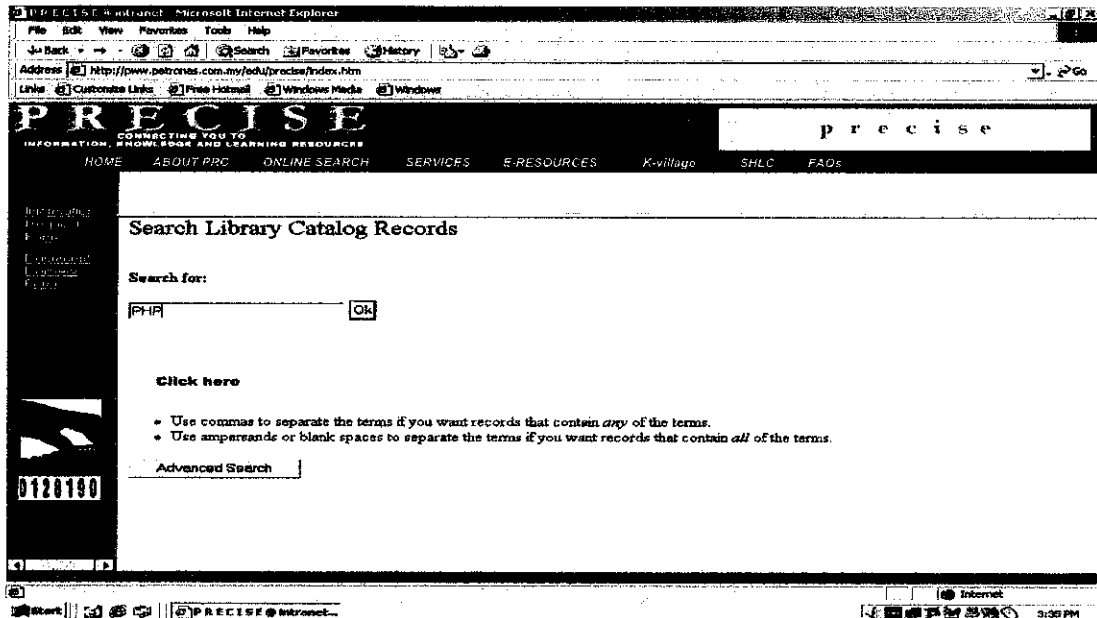 PRECISE@Intranet - Microsoft Internet Explorer
File Edit View Favorites Tools Help
Back Search Favorites History
Address http://pww.petronas.com.my/edu/precise/index.htm Go
Links Customize Links Free Hotmail Windows Media Windows
PRECISE
CONNECTING YOU TO
INFORMATION, KNOWLEDGE AND LEARNING RESOURCES
precise
HOME ABOUT PRC ONLINE SEARCH SERVICES E-RESOURCES K-village SHLC FAQs
Search Library Catalog Records
Search for:
PHP Ok
Click here
• Use commas to separate the terms if you want records that contain any of the terms.
• Use ampersands or blank spaces to separate the terms if you want records that contain all of the terms.
Advanced Search
0128190
Internet
Start PRECISE@Intranet... 3:35 PM